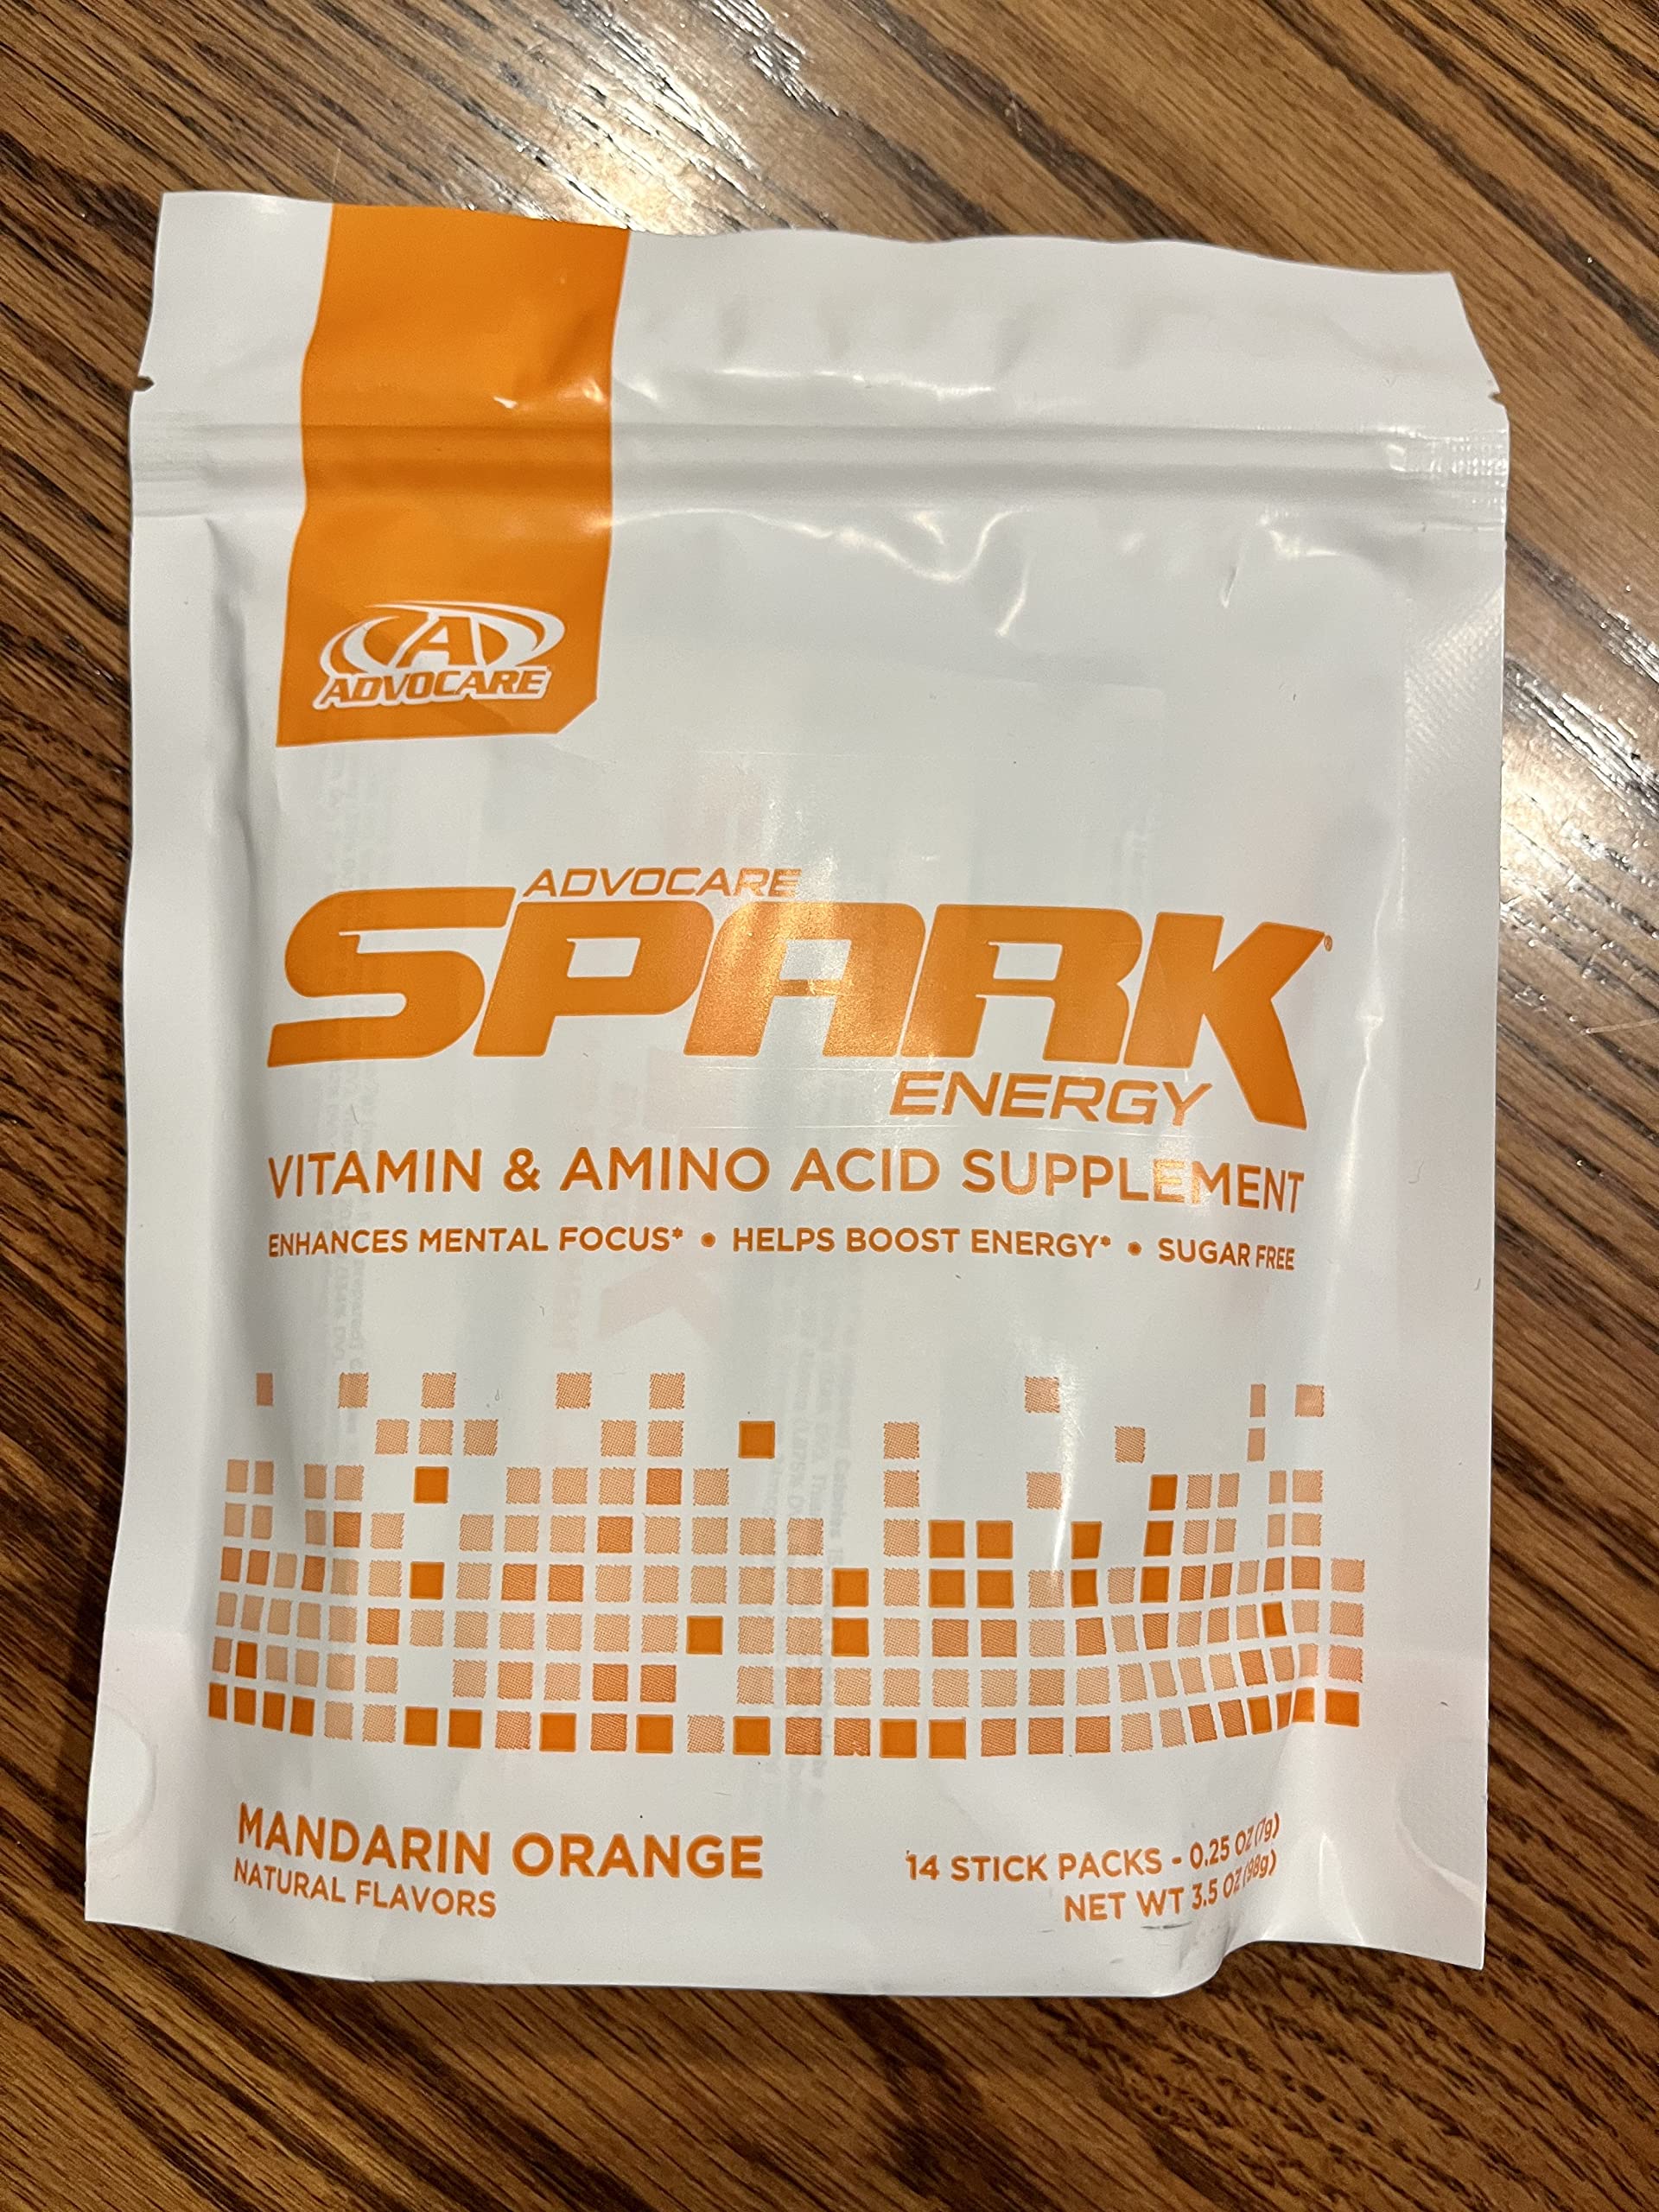 A
ADVOCARE
ADVOCARE
SPARK®
ENERGY
VITAMIN & AMINO ACID SUPPLEMENT
ENHANCES MENTAL FOCUS* • HELPS BOOST ENERGY* • SUGAR FREE
MANDARIN ORANGE
NATURAL FLAVORS
14 STICK PACKS - 0.25 OZ (7g)
NET WT 3.5 OZ (98g)